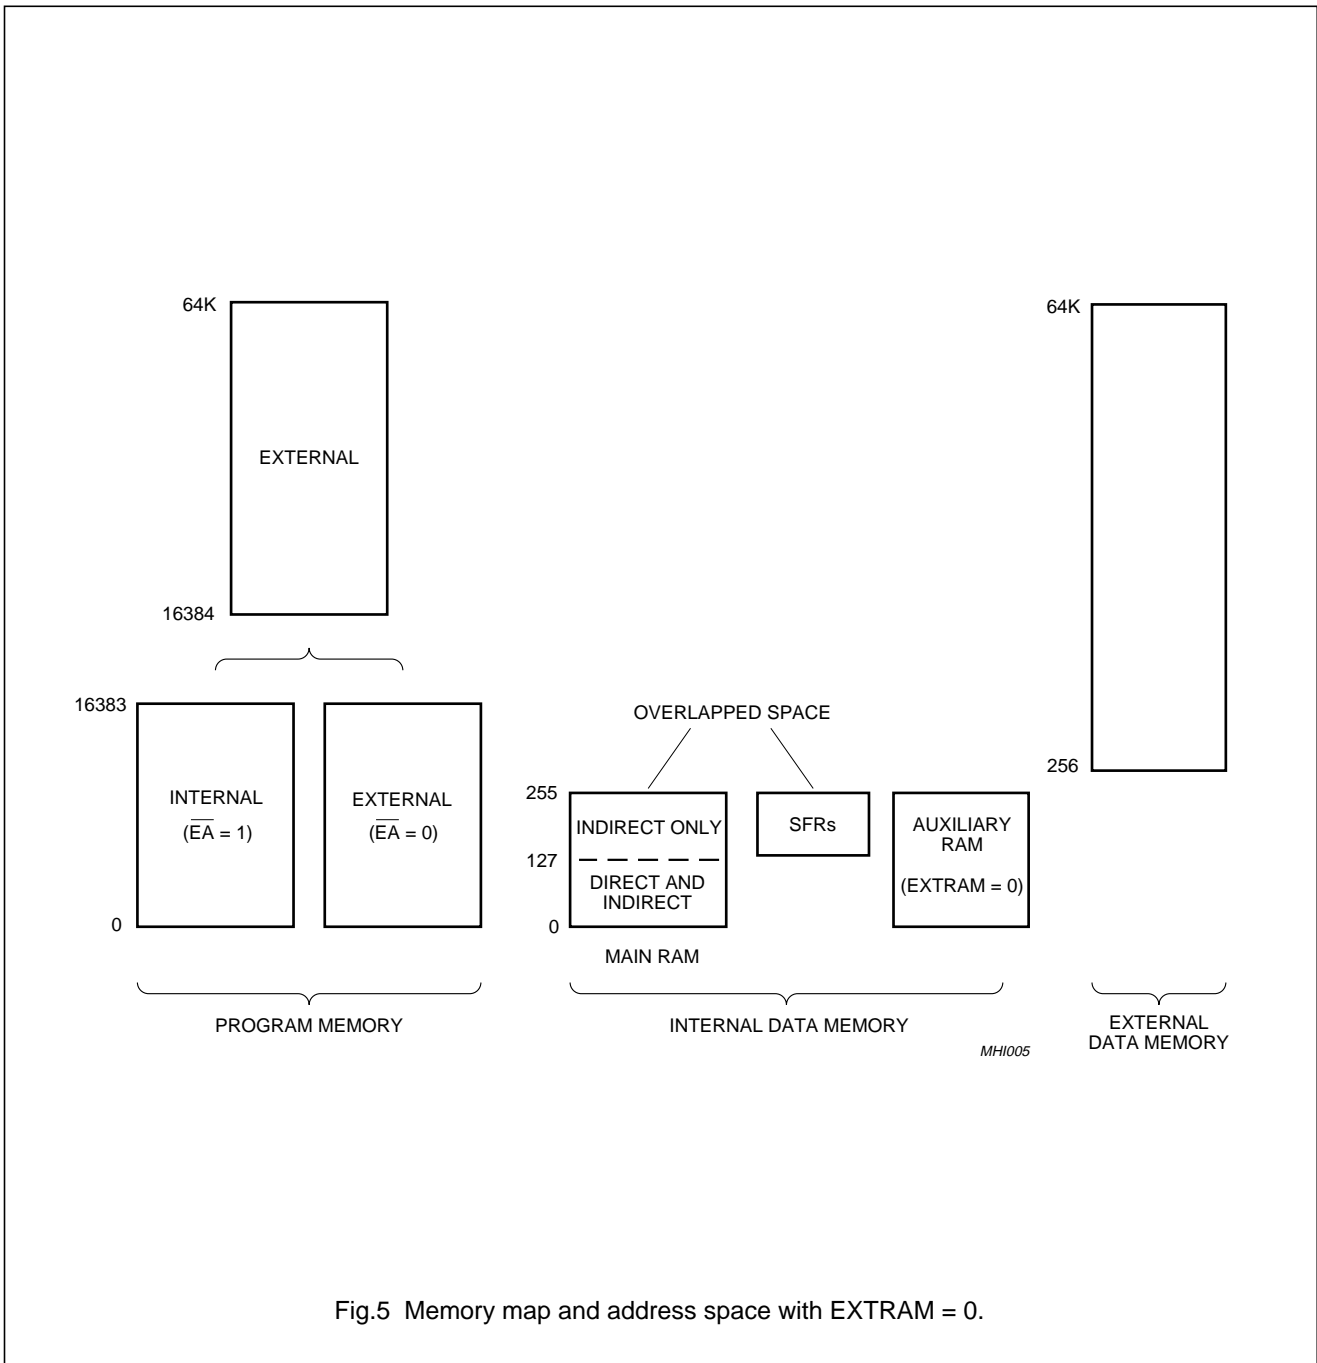 64K
EXTERNAL
16384
16383
INTERNAL
(EA = 1)
EXTERNAL
(EA = 0)
0
PROGRAM MEMORY
OVERLAPPED SPACE
255
INDIRECT ONLY
127
DIRECT AND
INDIRECT
0
MAIN RAM
SFRs
AUXILIARY
RAM
(EXTRAM = 0)
INTERNAL DATA MEMORY
64K
256
EXTERNAL
DATA MEMORY
MHI005
Fig.5 Memory map and address space with EXTRAM = 0.